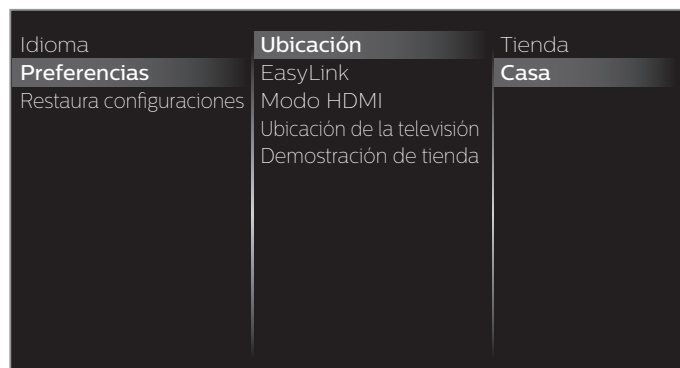 Idioma
Preferencias
Restaura configuraciones
Ubicación
EasyLink
Modo HDMI
Ubicación de la televisión
Demostración de tienda
Tienda
Casa